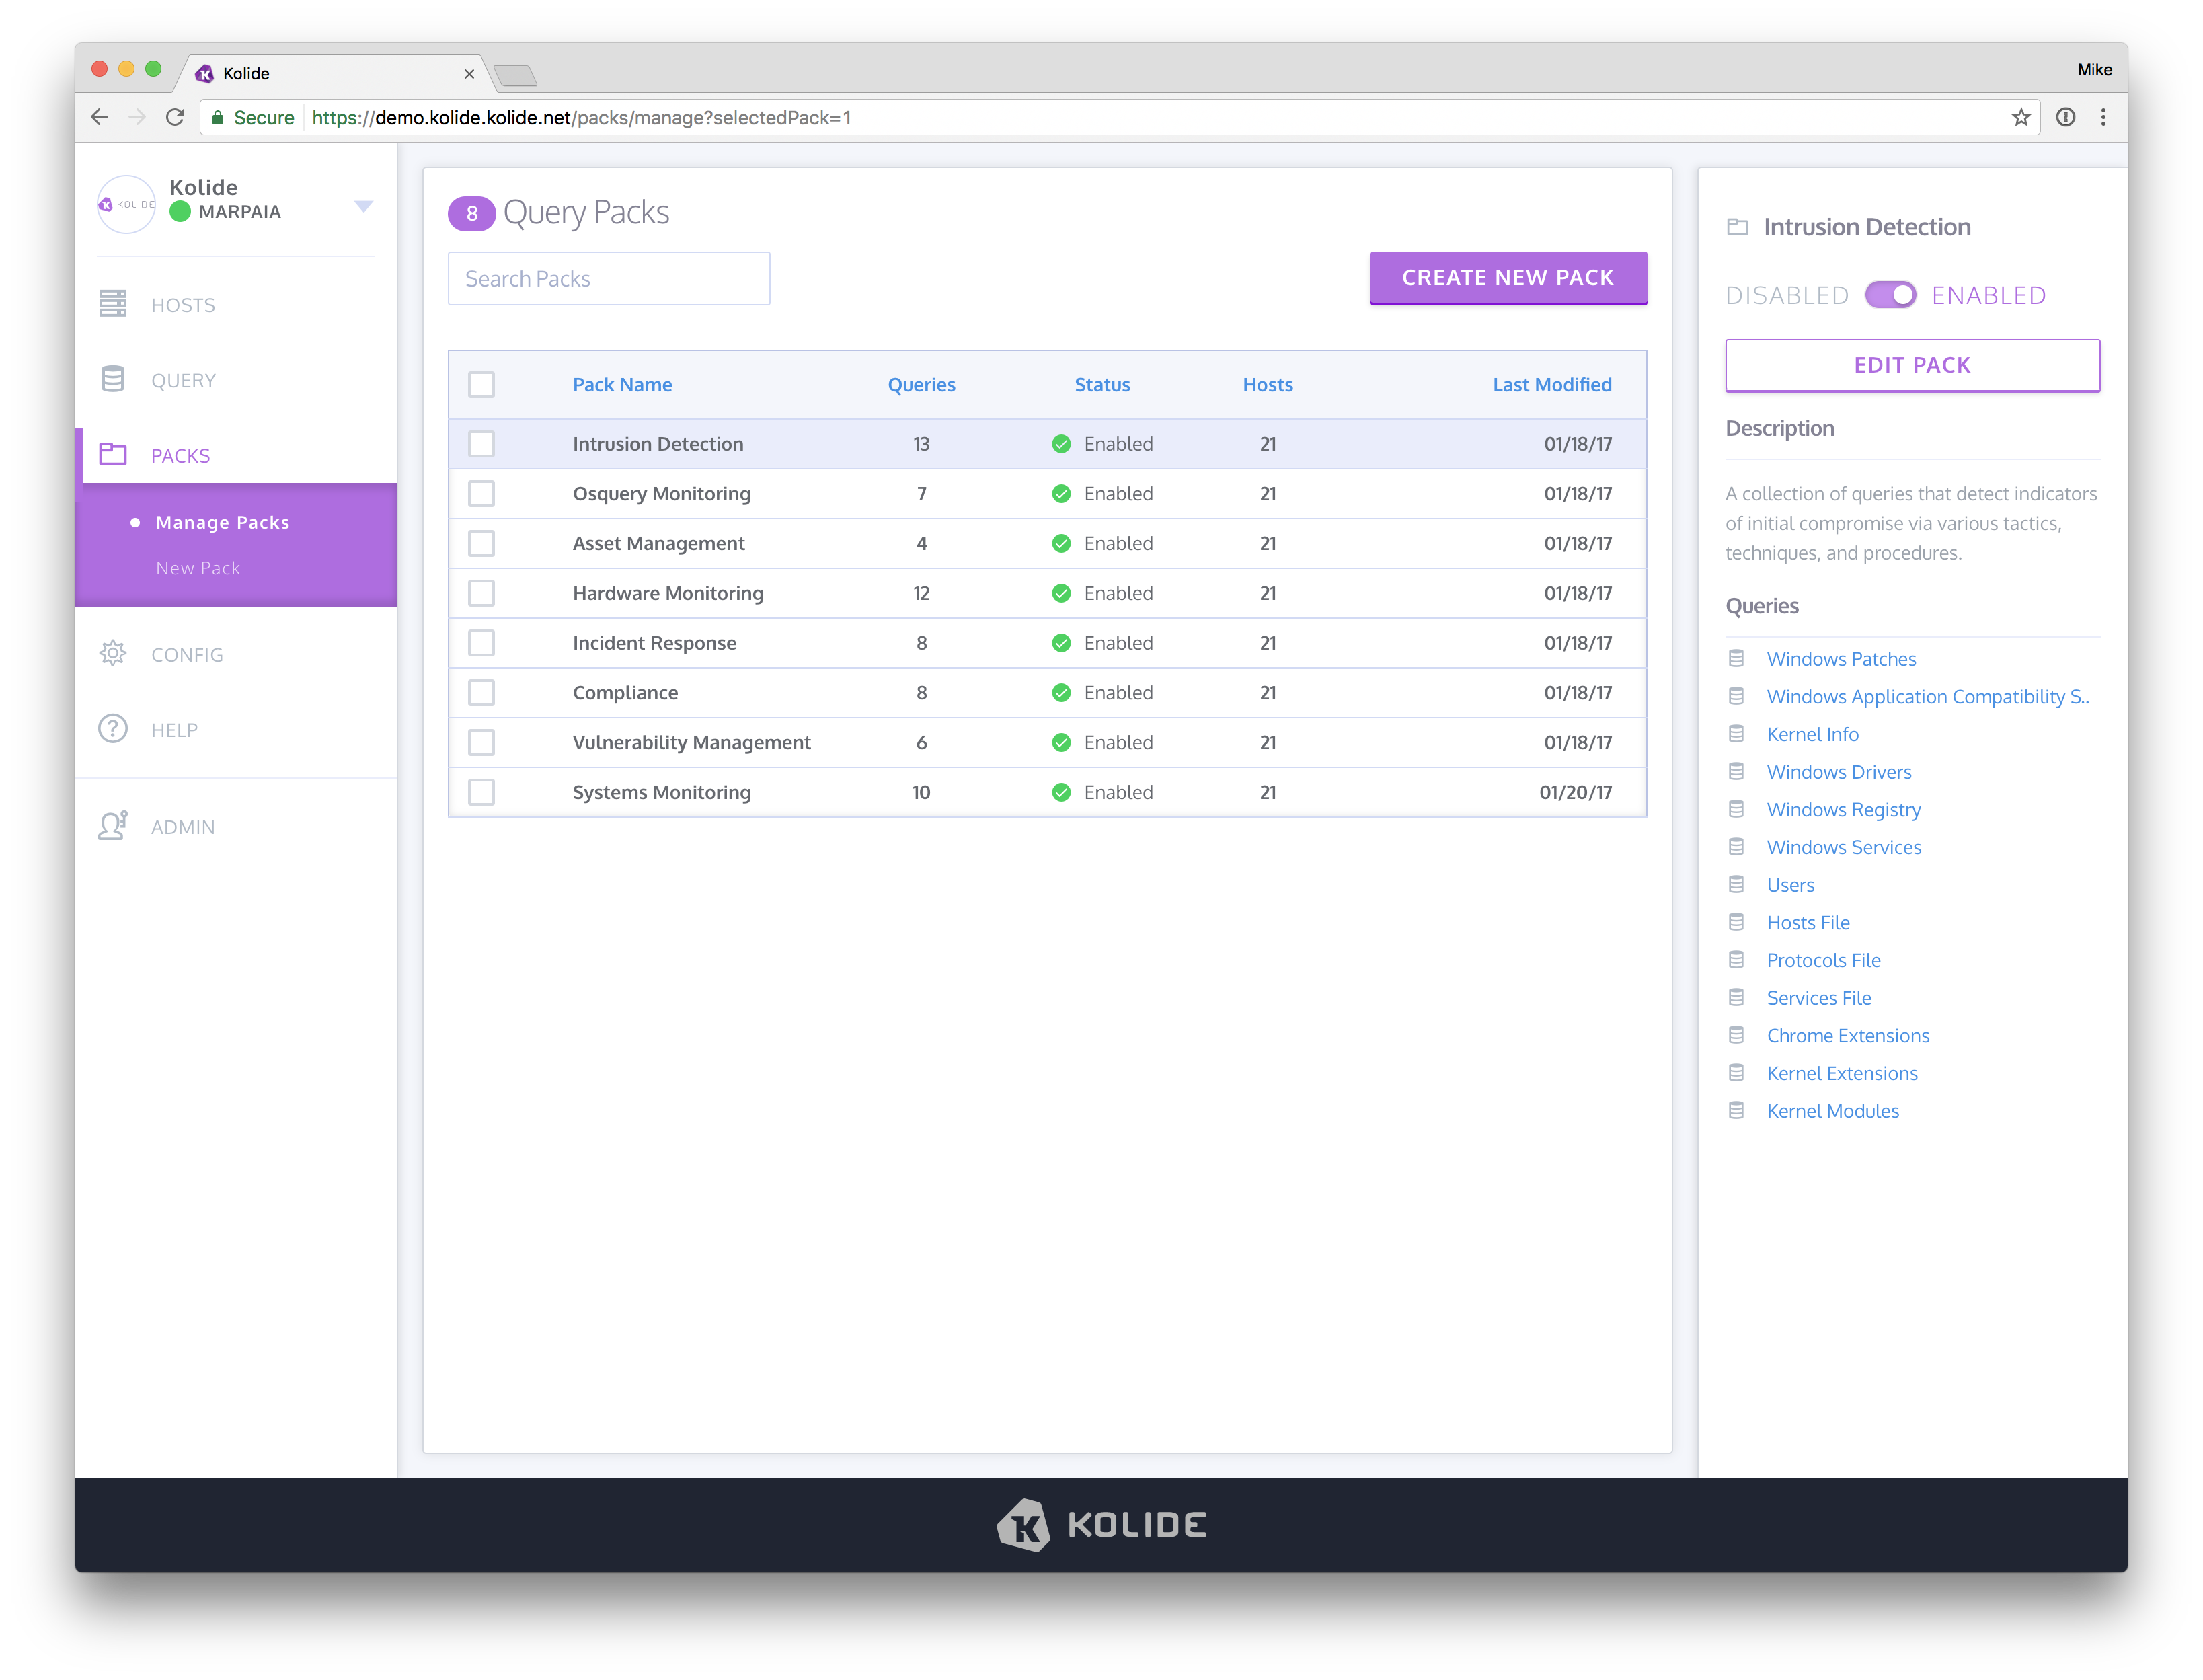 Kolide
Mike
Secure https://demo.kolide.kolide.net/packs/manage?selectedPack=1
KOLIDE
Kolide
MARPAIA
HOSTS
QUERY
PACKS
Manage Packs
New Pack
CONFIG
HELP
ADMIN
8 Query Packs
Search Packs
CREATE NEW PACK
Pack Name Queries Status Hosts Last Modified
Intrusion Detection 13 Enabled 21 01/18/17
Osquery Monitoring 7 Enabled 21 01/18/17
Asset Management 4 Enabled 21 01/18/17
Hardware Monitoring 12 Enabled 21 01/18/17
Incident Response 8 Enabled 21 01/18/17
Compliance 8 Enabled 21 01/18/17
Vulnerability Management 6 Enabled 21 01/18/17
Systems Monitoring 10 Enabled 21 01/20/17
Intrusion Detection
DISABLED ENABLED
EDIT PACK
Description
A collection of queries that detect indicators
of initial compromise via various tactics,
techniques, and procedures.
Queries
Windows Patches
Windows Application Compatibility S..
Kernel Info
Windows Drivers
Windows Registry
Windows Services
Users
Hosts File
Protocols File
Services File
Chrome Extensions
Kernel Extensions
Kernel Modules
KOLIDE